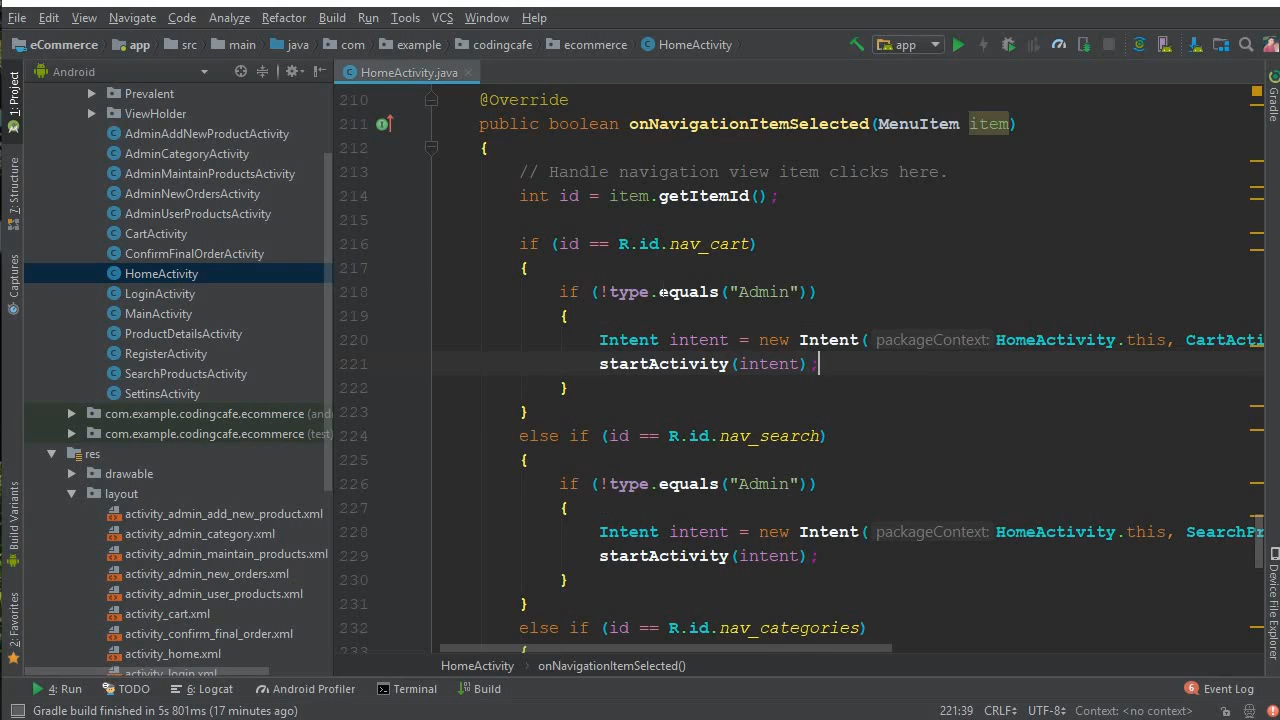 File Edit View Navigate Code Analyze Refactor Build Run Tools VCS Window Help
eCommerce app src main java com example codingcafe ecommerce HomeActivity app
Android
HomeActivity.java
1: Project
7: Structure
Captures
Build Variants
2: Favorites
Prevalent
ViewHolder
AdminAddNewProductActivity
AdminCategoryActivity
AdminMaintainProductsActivity
AdminNewOrdersActivity
AdminUserProductsActivity
CartActivity
ConfirmFinalOrderActivity
HomeActivity
LoginActivity
MainActivity
ProductDetailsActivity
RegisterActivity
SearchProductsActivity
SettinsActivity
com.example.codingcafe.ecommerce (and
com.example.codingcafe.ecommerce (test)
res
drawable
layout
activity_admin_add_new_product.xml
activity_admin_category.xml
activity_admin_maintain_products.xml
activity_admin_new_orders.xml
activity_admin_user_products.xml
activity_cart.xml
activity_confirm_final_order.xml
activity_home.xml
activity_login.xml
210 @Override
211 public boolean onNavigationItemSelected(MenuItem item)
212 {
213 // Handle navigation view item clicks here.
214 int id = item.getItemId();
215
216 if (id == R.id.nav_cart)
217 {
218 if (!type.equals("Admin"))
219 {
220 Intent intent = new Intent( packageContext: HomeActivity.this, CartActi
221 startActivity(intent);
222 }
223 }
224 else if (id == R.id.nav_search)
225 {
226 if (!type.equals("Admin"))
227 {
228 Intent intent = new Intent( packageContext: HomeActivity.this, SearchPr
229 startActivity(intent);
230 }
231 }
232 else if (id == R.id.nav_categories)
233 {
HomeActivity onNavigationItemSelected()
Gradle
Device File Explorer
4: Run TODO 6: Logcat Android Profiler Terminal Build 6 Event Log
Gradle build finished in 5s 801ms (17 minutes ago) 221:39 CRLF UTF-8 Context: <no context>